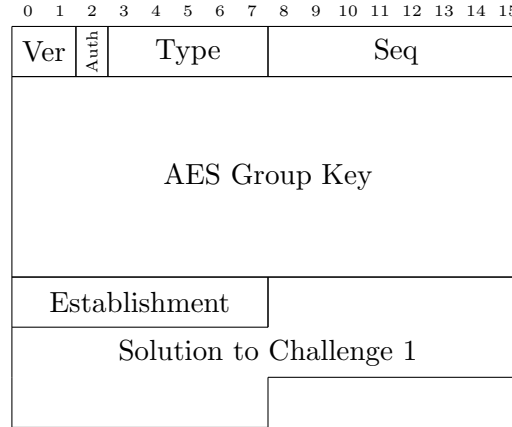 0 1 2 3 4 5 6 7 8 9 10 11 12 13 14 15
Ver Auth Type Seq
AES Group Key
Establishment
Solution to Challenge 1